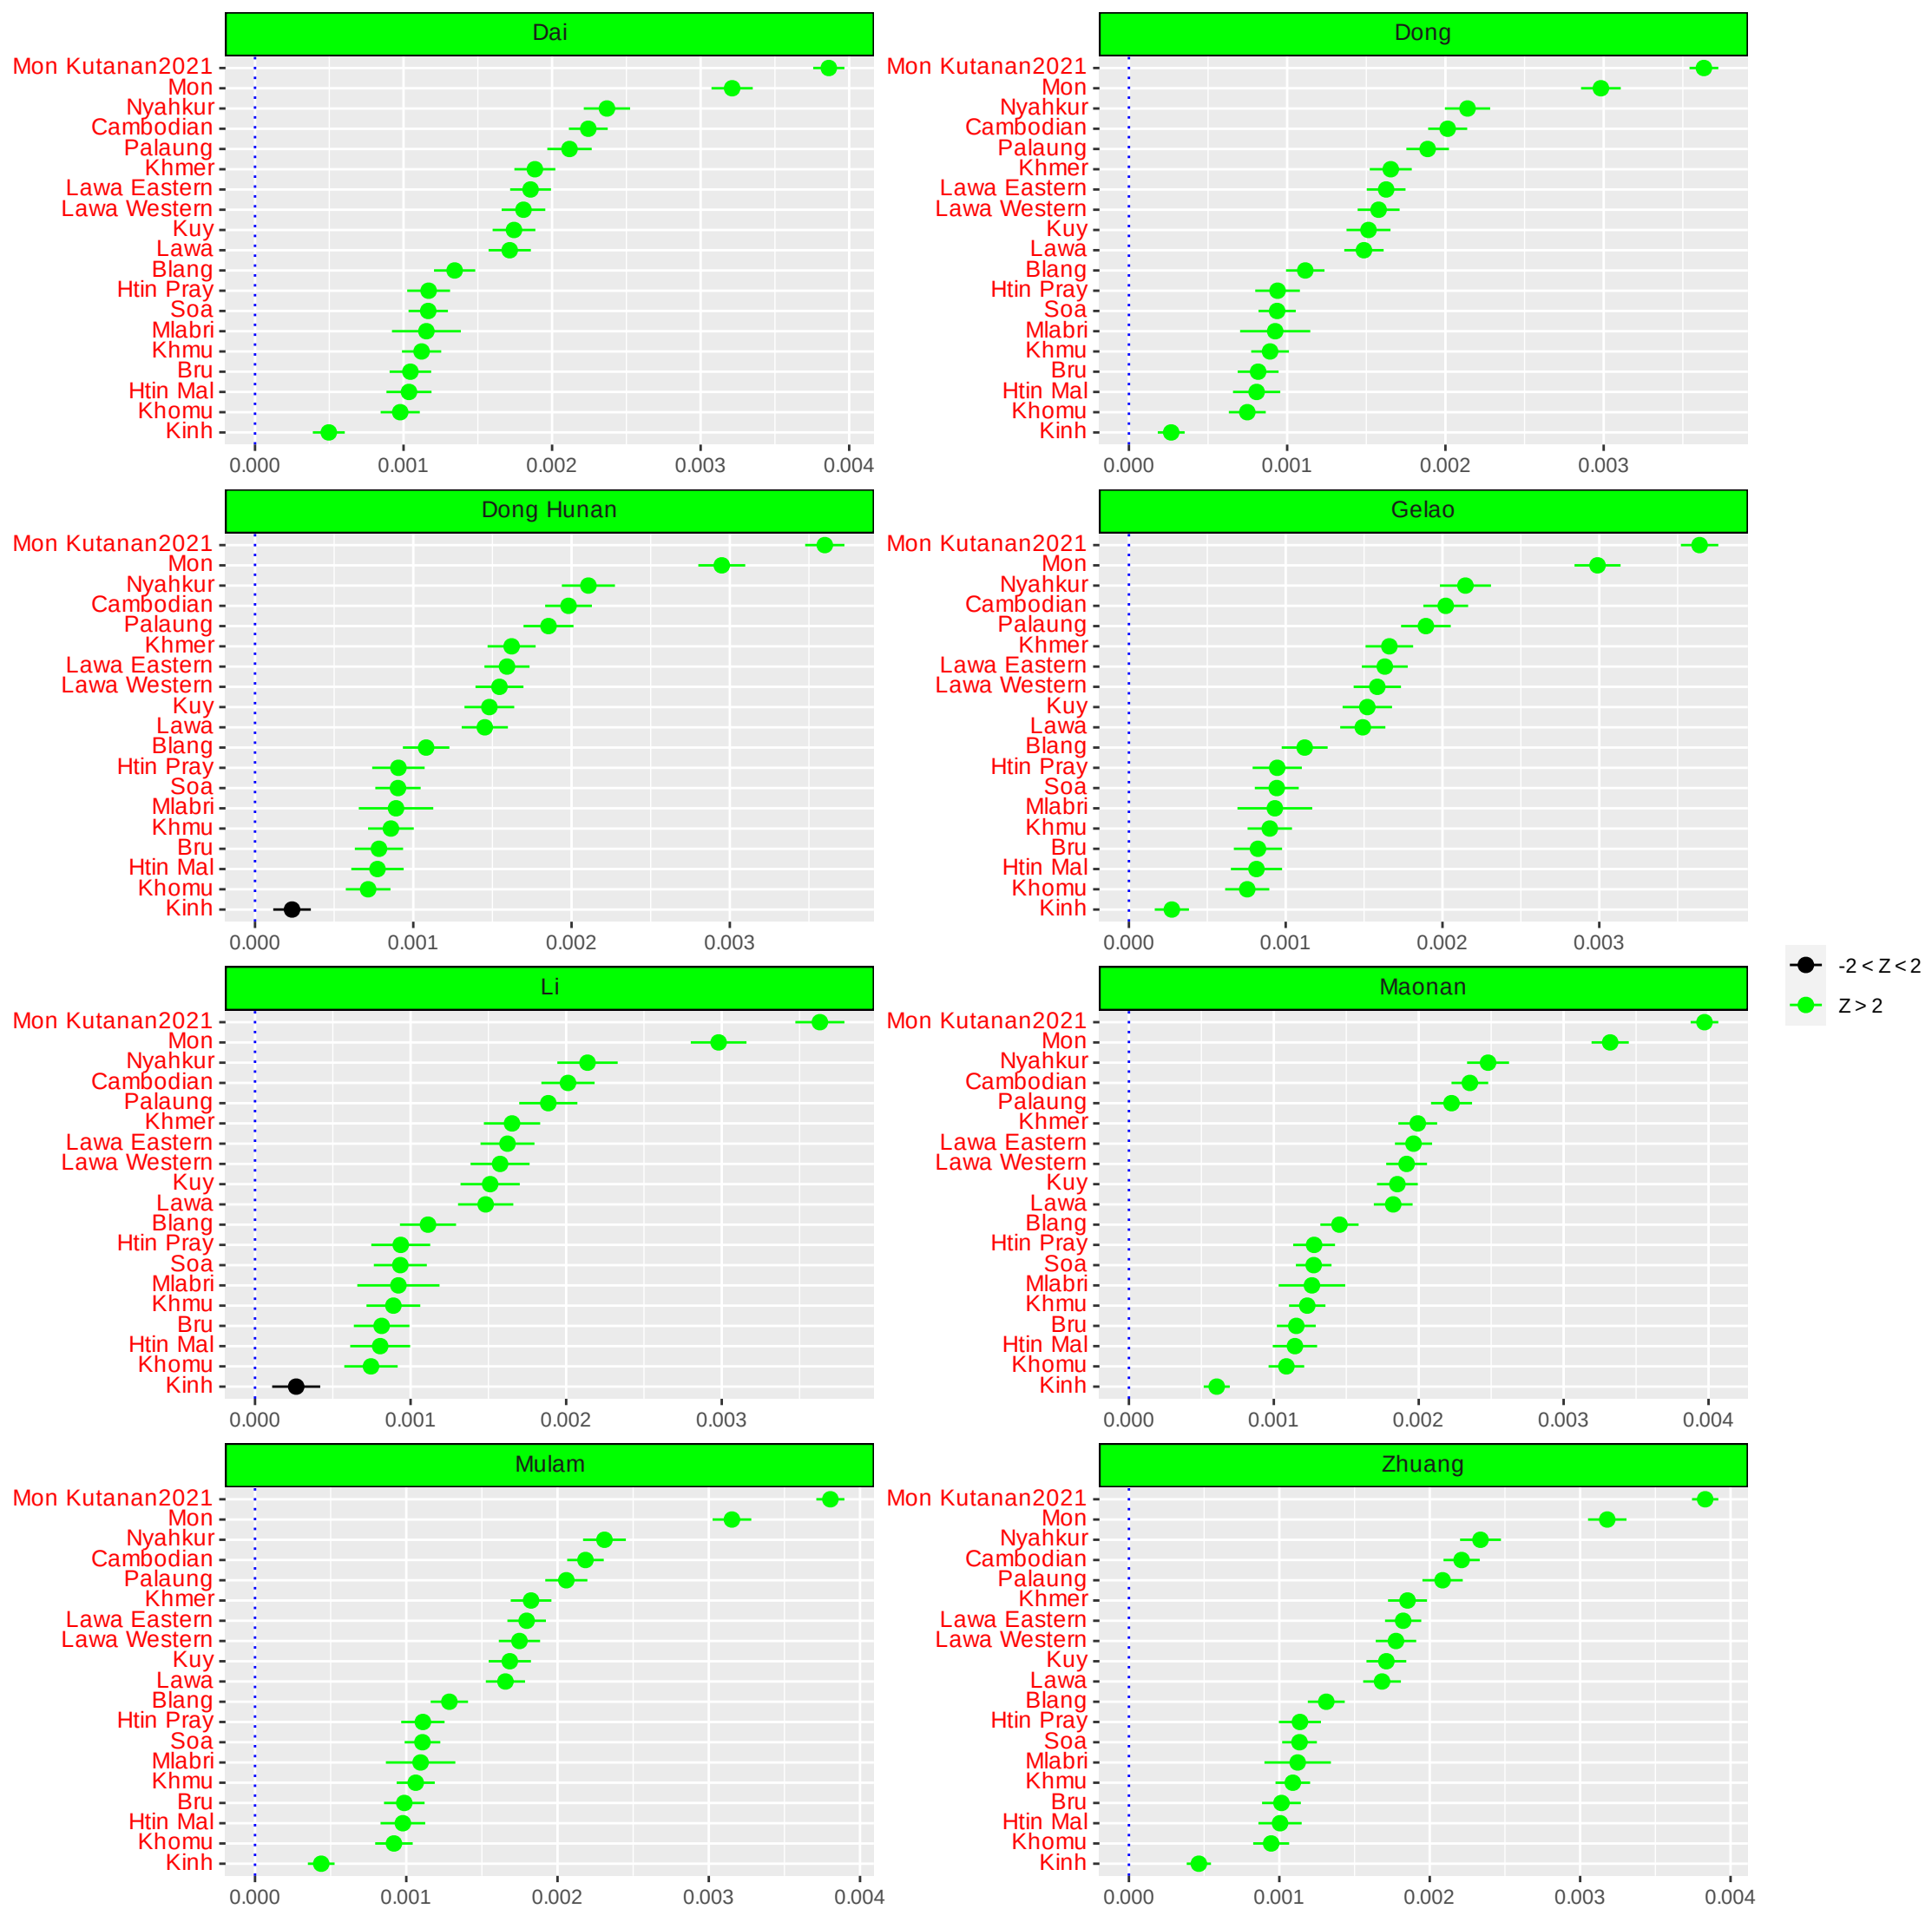 Dai
Mon Kutanan2021
Mon
Nyahkur
Cambodian
Palaung
Khmer
Lawa Eastern
Lawa Western
Kuy
Lawa
Blang
Htin Pray
Soa
Mlabri
Khmu
Bru
Htin Mal
Khomu
Kinh
0.000 0.001 0.002 0.003 0.004
Dong
Mon Kutanan2021
Mon
Nyahkur
Cambodian
Palaung
Khmer
Lawa Eastern
Lawa Western
Kuy
Lawa
Blang
Htin Pray
Soa
Mlabri
Khmu
Bru
Htin Mal
Khomu
Kinh
0.000 0.001 0.002 0.003
Dong Hunan
Mon Kutanan2021
Mon
Nyahkur
Cambodian
Palaung
Khmer
Lawa Eastern
Lawa Western
Kuy
Lawa
Blang
Htin Pray
Soa
Mlabri
Khmu
Bru
Htin Mal
Khomu
Kinh
0.000 0.001 0.002 0.003
Gelao
Mon Kutanan2021
Mon
Nyahkur
Cambodian
Palaung
Khmer
Lawa Eastern
Lawa Western
Kuy
Lawa
Blang
Htin Pray
Soa
Mlabri
Khmu
Bru
Htin Mal
Khomu
Kinh
0.000 0.001 0.002 0.003
Li
Mon Kutanan2021
Mon
Nyahkur
Cambodian
Palaung
Khmer
Lawa Eastern
Lawa Western
Kuy
Lawa
Blang
Htin Pray
Soa
Mlabri
Khmu
Bru
Htin Mal
Khomu
Kinh
0.000 0.001 0.002 0.003
Maonan
Mon Kutanan2021
Mon
Nyahkur
Cambodian
Palaung
Khmer
Lawa Eastern
Lawa Western
Kuy
Lawa
Blang
Htin Pray
Soa
Mlabri
Khmu
Bru
Htin Mal
Khomu
Kinh
0.000 0.001 0.002 0.003 0.004
Mulam
Mon Kutanan2021
Mon
Nyahkur
Cambodian
Palaung
Khmer
Lawa Eastern
Lawa Western
Kuy
Lawa
Blang
Htin Pray
Soa
Mlabri
Khmu
Bru
Htin Mal
Khomu
Kinh
0.000 0.001 0.002 0.003 0.004
Zhuang
Mon Kutanan2021
Mon
Nyahkur
Cambodian
Palaung
Khmer
Lawa Eastern
Lawa Western
Kuy
Lawa
Blang
Htin Pray
Soa
Mlabri
Khmu
Bru
Htin Mal
Khomu
Kinh
0.000 0.001 0.002 0.003 0.004
-2 < Z < 2
Z > 2